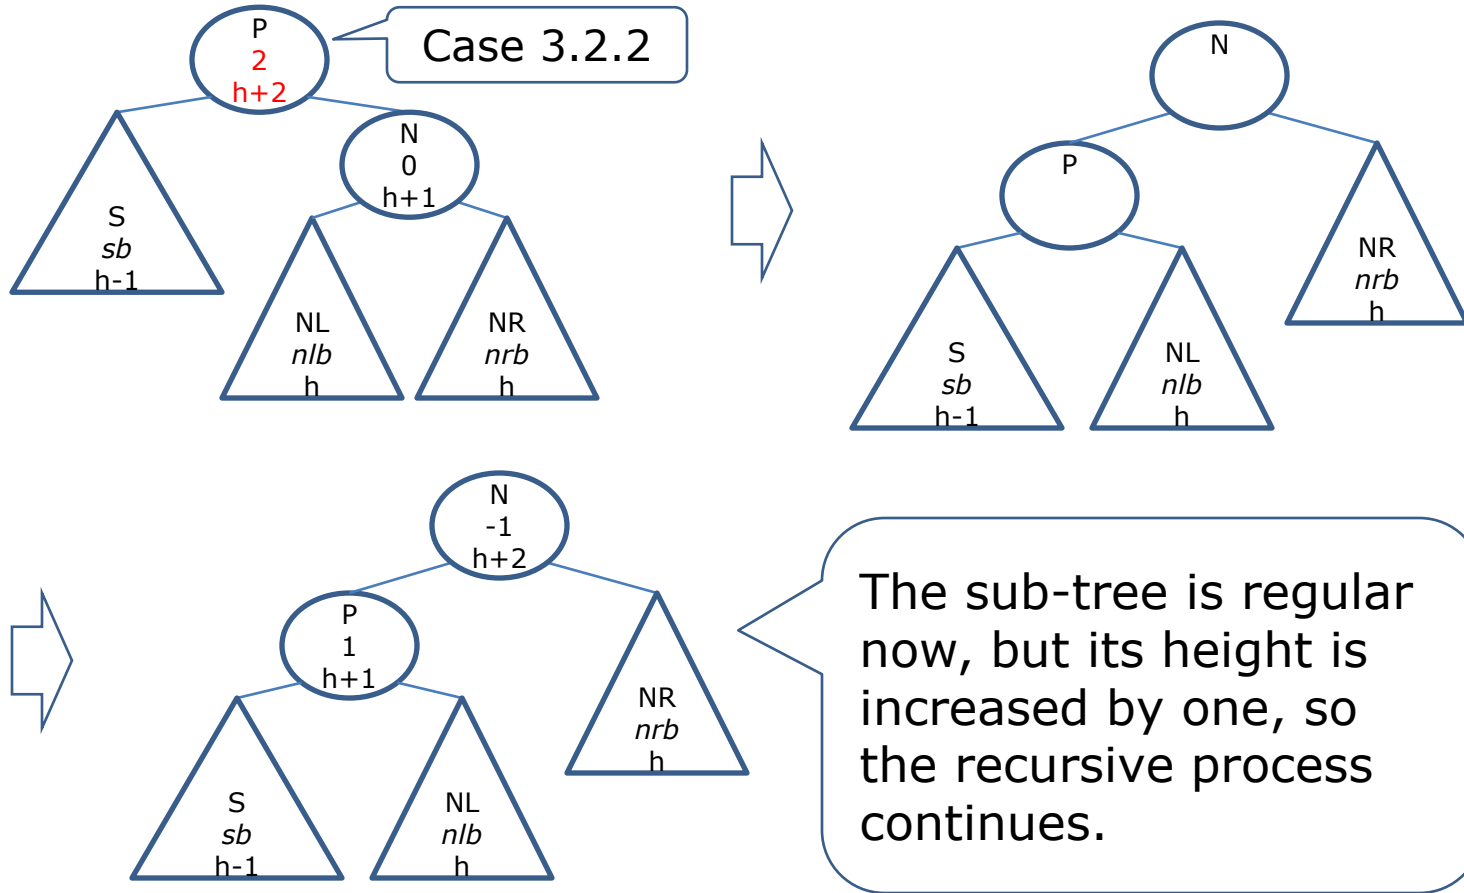 P
2
h+2
Case 3.2.2
N
0
h+1
S
sb
h-1
NL
nlb
h
NR
nrb
h
N
P
NR
nrb
h
S
sb
h-1
NL
nlb
h
N
-1
h+2
P
1
h+1
NR
nrb
h
S
sb
h-1
NL
nlb
h
The sub-tree is regular
now, but its height is
increased by one, so
the recursive process
continues.